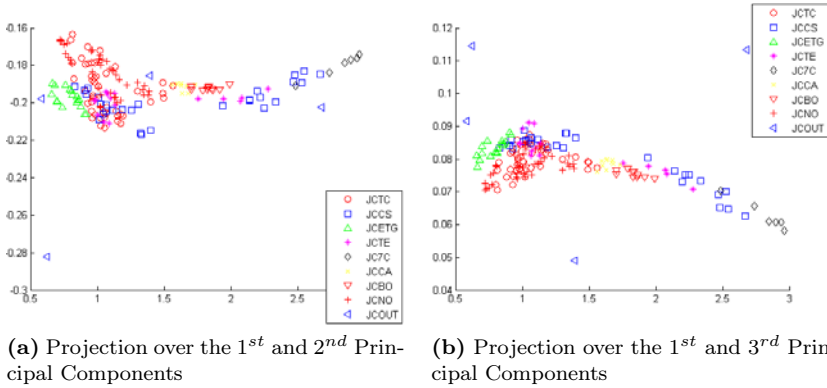 -0.16
-0.18
-0.2
-0.22
-0.24
-0.26
-0.28
-0.3
0.5
1
1.5
2
2.5
JCTC
JCCS
JCETG
JCTE
JC7C
JCCA
JCBO
JCNO
JCOUT
0.12
0.11
0.1
0.09
0.08
0.07
0.06
0.05
0.04
0.5
1
1.5
2
2.5
3
JCTC
JCCS
JCETG
JCTE
JC7C
JCCA
JCBO
JCNO
JCOUT
(a) Projection over the 1st and 2nd Prin-
cipal Components
(b) Projection over the 1st and 3rd Prin
cipal Components